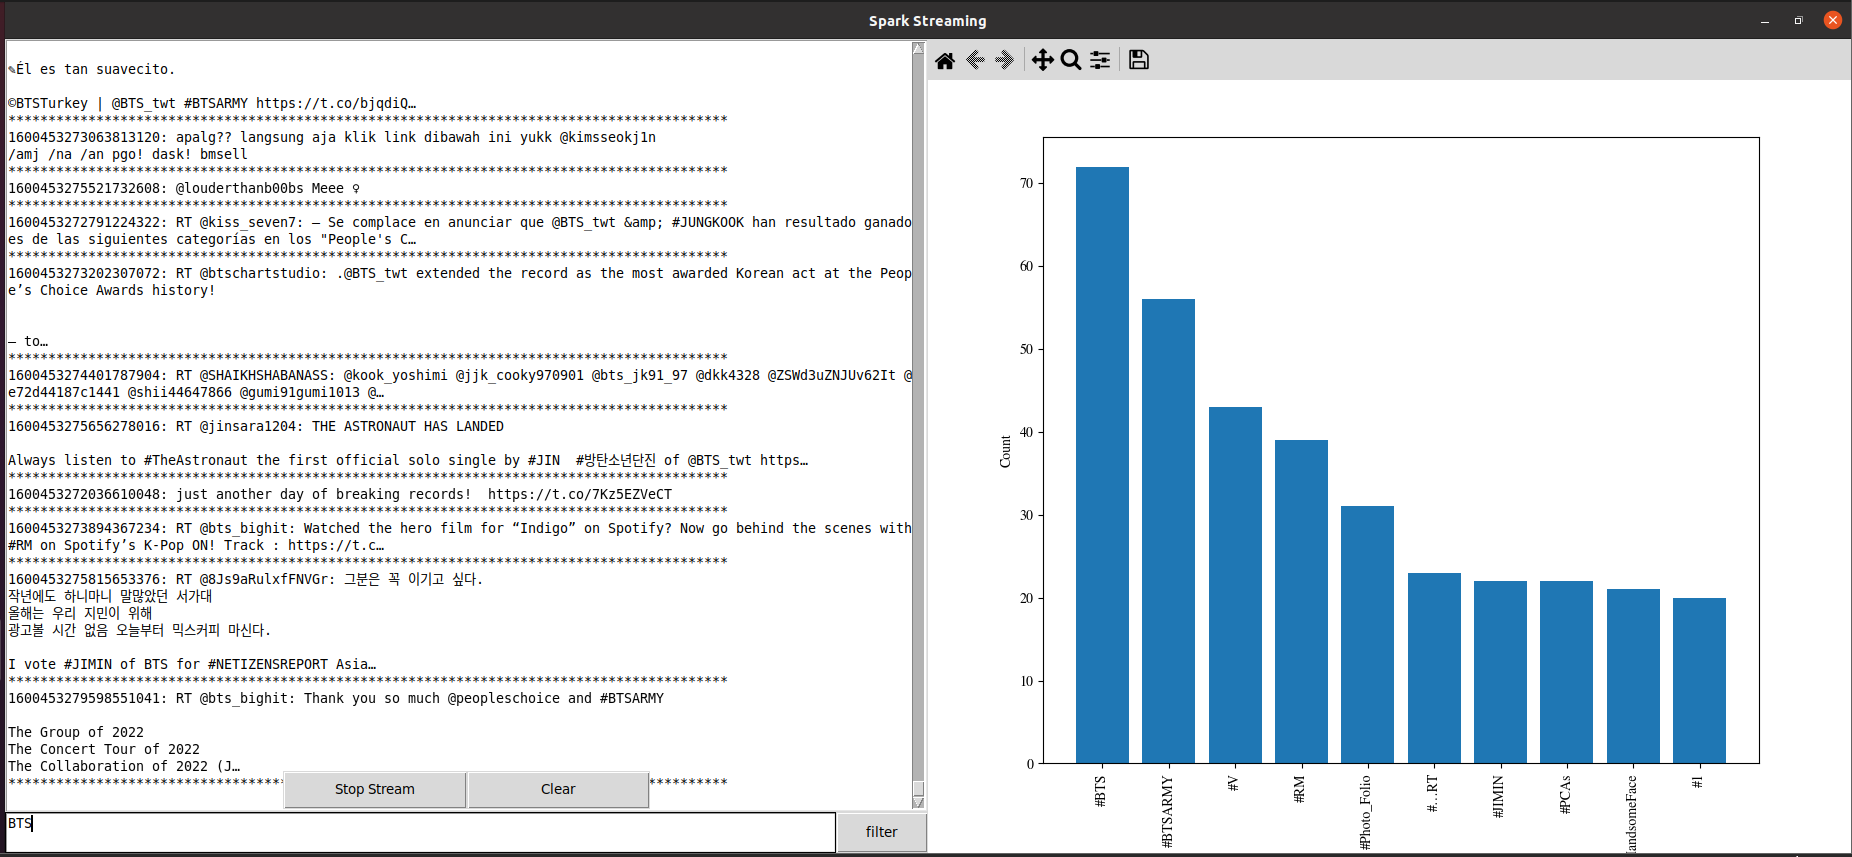 Spark Streaming
✎Él es tan suavecito.
©BTSTurkey | @BTS_twt #BTSARMY https://t.co/bjqdiQ…
******************************************************************************************
1600453273063813120: apalg?? langsung aja klik link dibawah ini yukk @kimsseokj1n
/amj /na /an pgo! dask! bmsell
******************************************************************************************
1600453275521732608: @louderthanb00bs Meee ♀
******************************************************************************************
1600453272791224322: RT @kiss_seven7: — Se complace en anunciar que @BTS_twt &amp; #JUNGKOOK han resultado ganado
es de las siguientes categorías en los "People's C…
******************************************************************************************
1600453273202307072: RT @btschartstudio: .@BTS_twt extended the record as the most awarded Korean act at the Peop
e’s Choice Awards history!
— to…
******************************************************************************************
1600453274401787904: RT @SHAIKHSHABANASS: @kook_yoshimi @jjk_cooky970901 @bts_jk91_97 @dkk4328 @ZSWd3uZNJUv62It @
e72d44187c1441 @shii44647866 @gumi91gumi1013 @…
******************************************************************************************
1600453275656278016: RT @jinsara1204: THE ASTRONAUT HAS LANDED
Always listen to #TheAstronaut the first official solo single by #JIN  #방탄소년단진 of @BTS_twt https…
******************************************************************************************
1600453272036610048: just another day of breaking records!  https://t.co/7Kz5EZVeCT
******************************************************************************************
1600453273894367234: RT @bts_bighit: Watched the hero film for “Indigo” on Spotify? Now go behind the scenes with
#RM on Spotify’s K-Pop ON! Track : https://t.c…
******************************************************************************************
1600453275815653376: RT @8Js9aRulxfFNVGr: 그분은 꼭 이기고 싶다.
작년에도 하니마니 말많았던 서가대
올해는 우리 지민이 위해
광고볼 시간 없음 오늘부터 믹스커피 마신다.
I vote #JIMIN of BTS for #NETIZENSREPORT Asia…
******************************************************************************************
1600453279598551041: RT @bts_bighit: Thank you so much @peopleschoice and #BTSARMY
The Group of 2022
The Concert Tour of 2022
The Collaboration of 2022 (J…
******************************************************************************************
Stop Stream
Clear
BTS
filter
Count
70
60
50
40
30
20
10
0
#BTS
#BTSARMY
#V
#RM
#Photo_Folio
#…RT
#JIMIN
#PCAs
andsomeFace